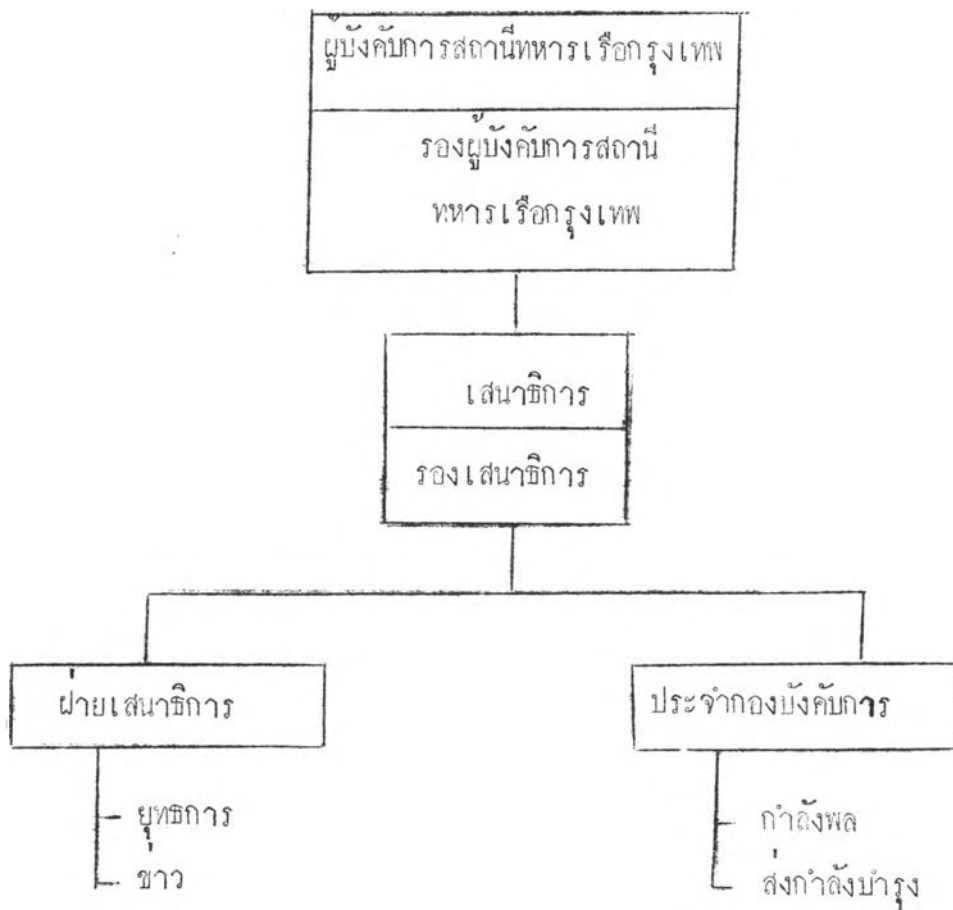 ผู้บังคับการสถานีทหารเรือกรุงเทพ
รองผู้บังคับการสถานี
ทหารเรือกรุงเทพ
เสนาธิการ
รองเสนาธิการ
ฝ่ายเสนาธิการ
ยุทธการ
ข่าว
ประจำกองบังคับการ
กำลังพล
ส่งกำลังบำรุง